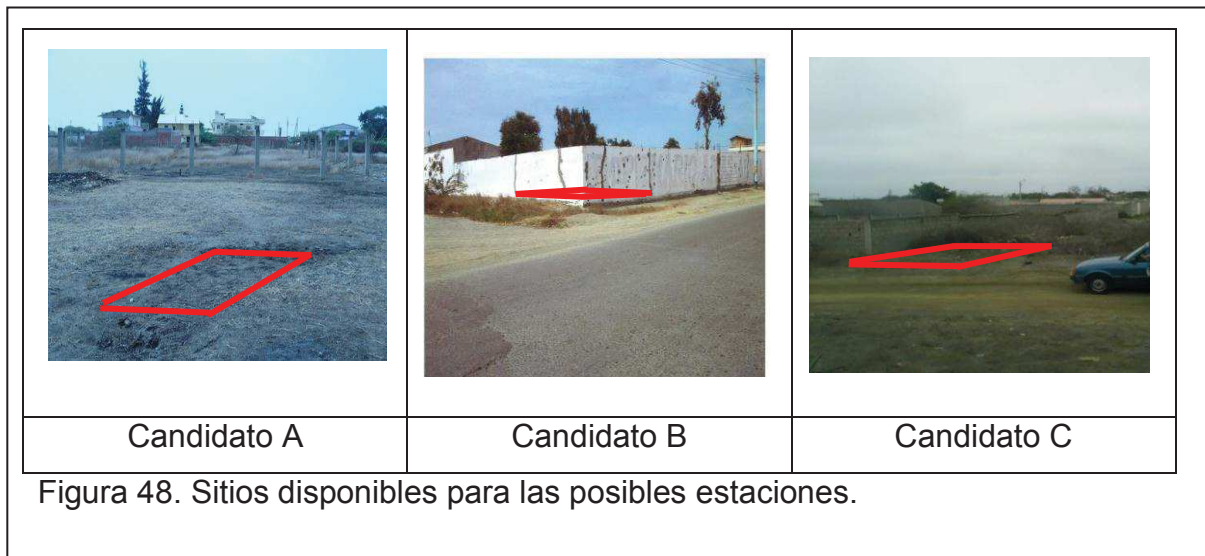 Candidato A
Candidato B
Candidato C
Figura 48. Sitios disponibles para las posibles estaciones.